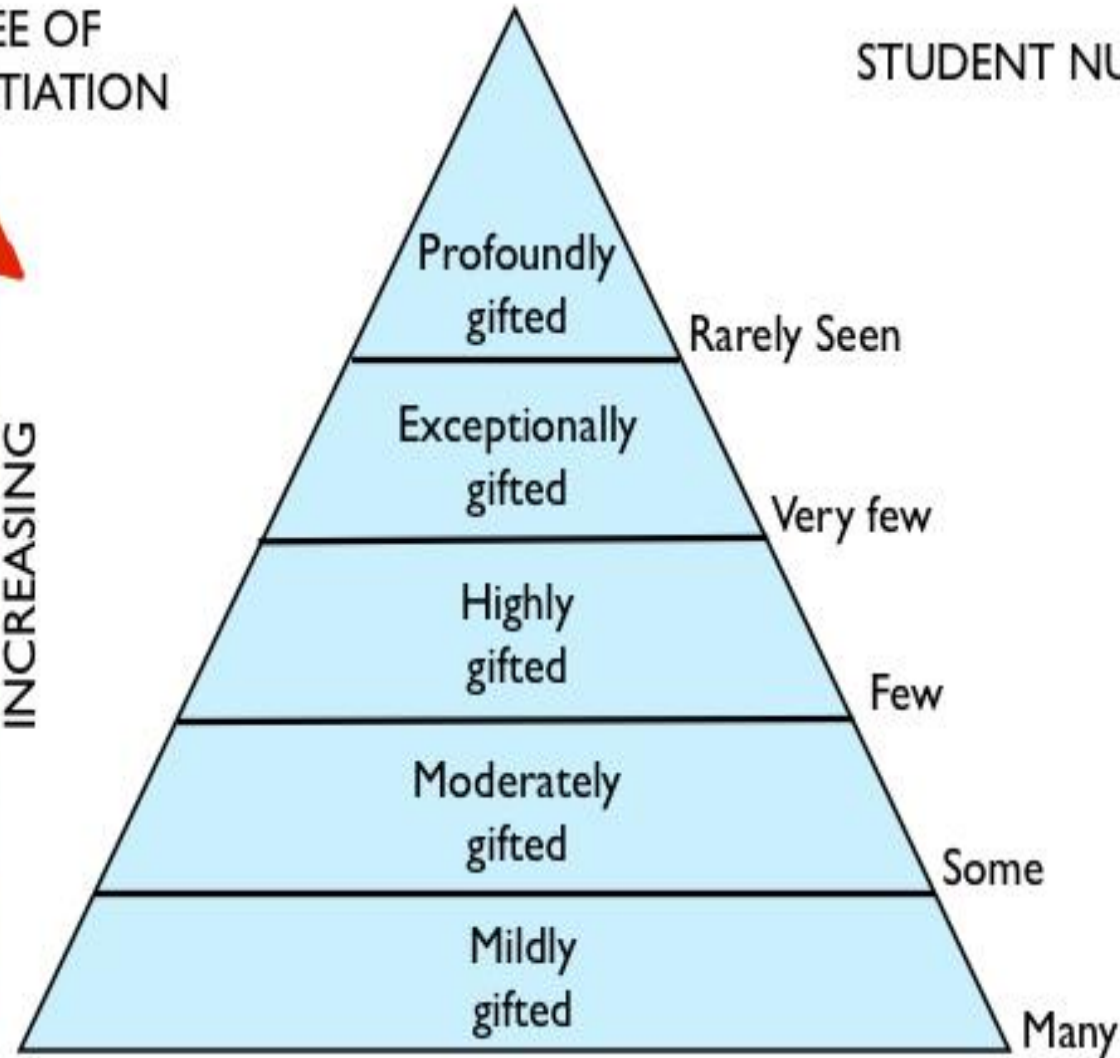 EE OF
TIATION
STUDENT NU
Profoundly
gifted
Rarely Seen
Exceptionally
gifted
Very few
INCREASING
Highly
gifted
Few
Moderately
gifted
Some
Mildly
gifted
Many